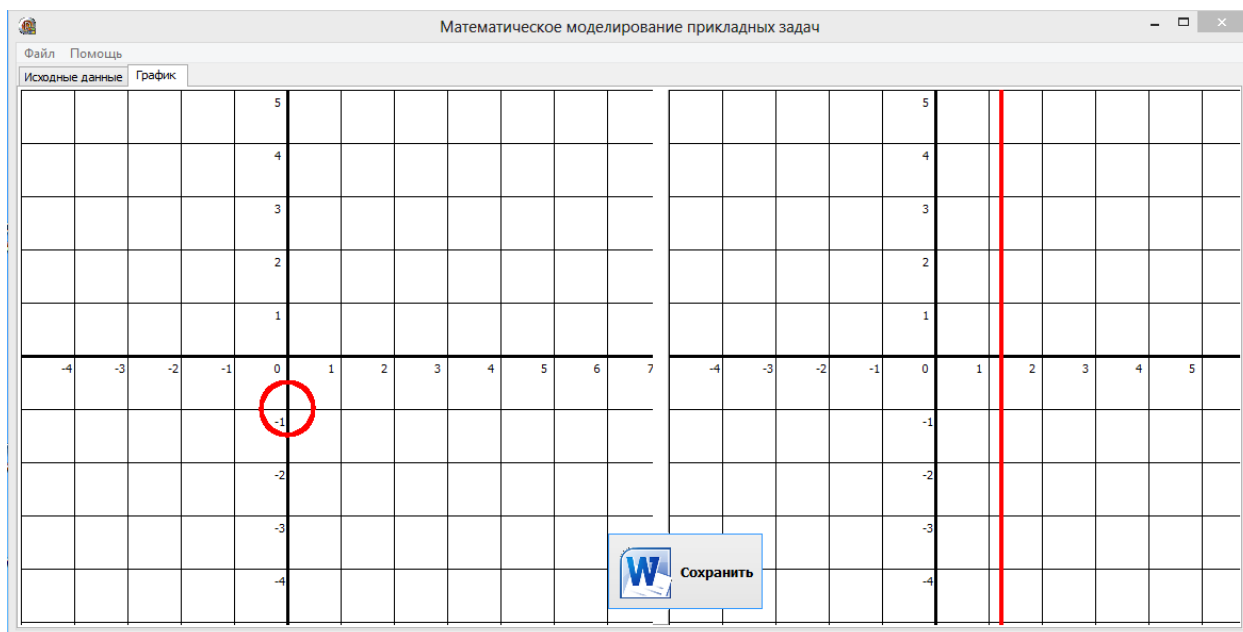 Математическое моделирование прикладных задач
Файл Помощь
Исходные данные График
5 5
4 4
3 3
2 2
1 1
-4 -3 -2 -1 0 1 2 3 4 5 6 7 -4 -3 -2 -1 0 1 2 3 4 5
-1 -1
-2 -2
-3 -3
W Сохранить
-4 -4